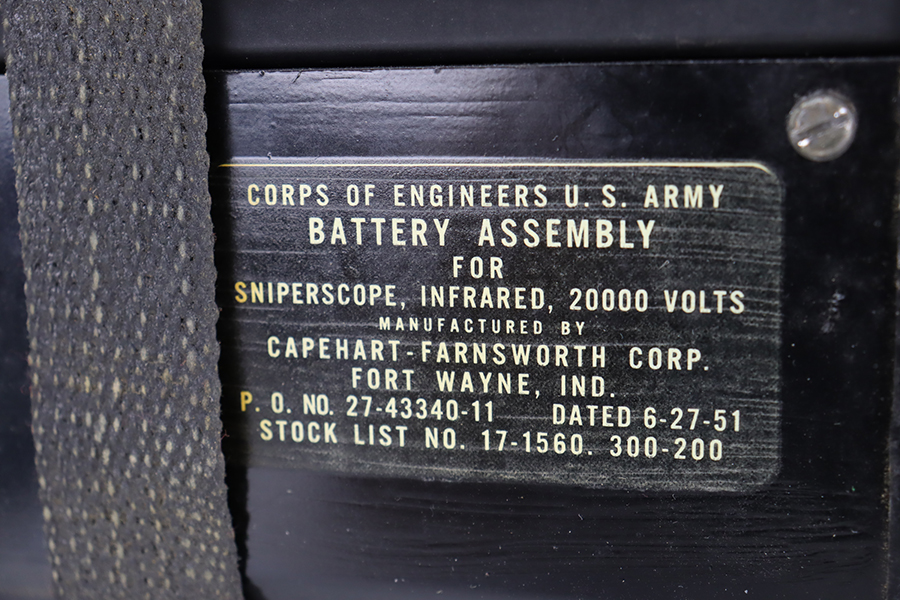 CORPS OF ENGINEERS U. S. ARMY
BATTERY ASSEMBLY
FOR
SNIPERSCOPE, INFRARED, 20000 VOLTS
MANUFACTURED BY
CAPEHART-FARNSWORTH CORP.
FORT WAYNE, IND.
P. O. NO. 27-43340-11 DATED 6-27-51
STOCK LIST NO. 17-1560. 300-200